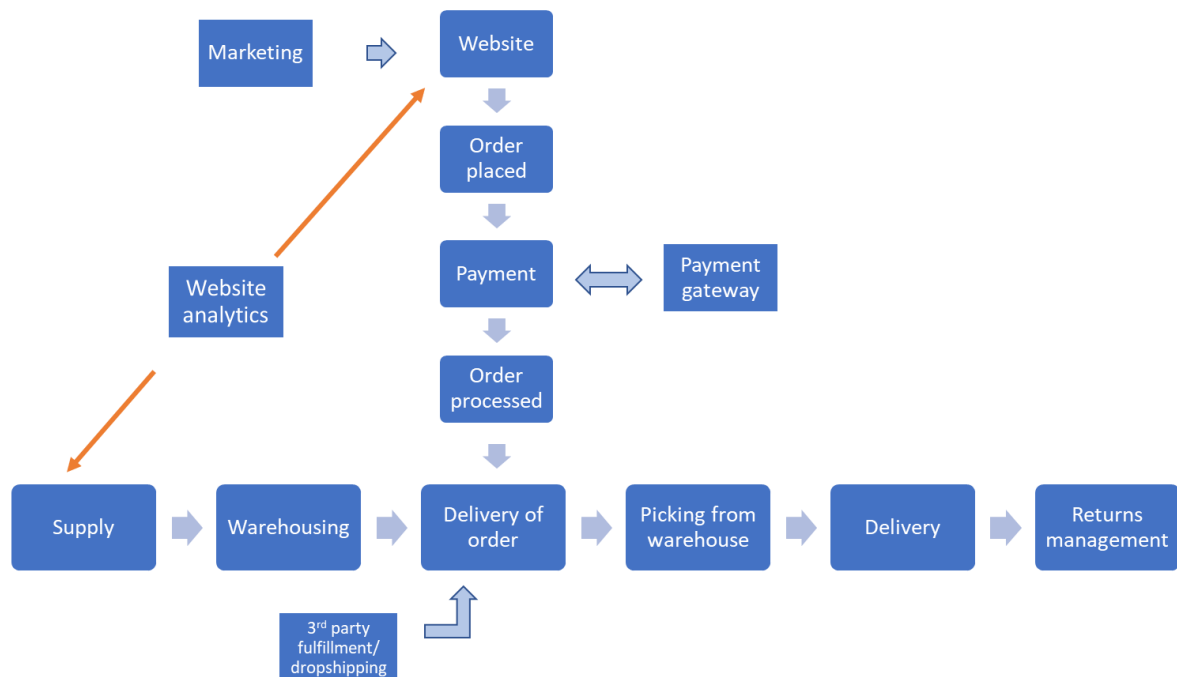 Marketing
Website
Order
placed
Payment
Payment
gateway
Website
analytics
Order
processed
Supply
Warehousing
Delivery of
order
Picking from
warehouse
Delivery
Returns
management
3rd party
fulfillment/
dropshipping